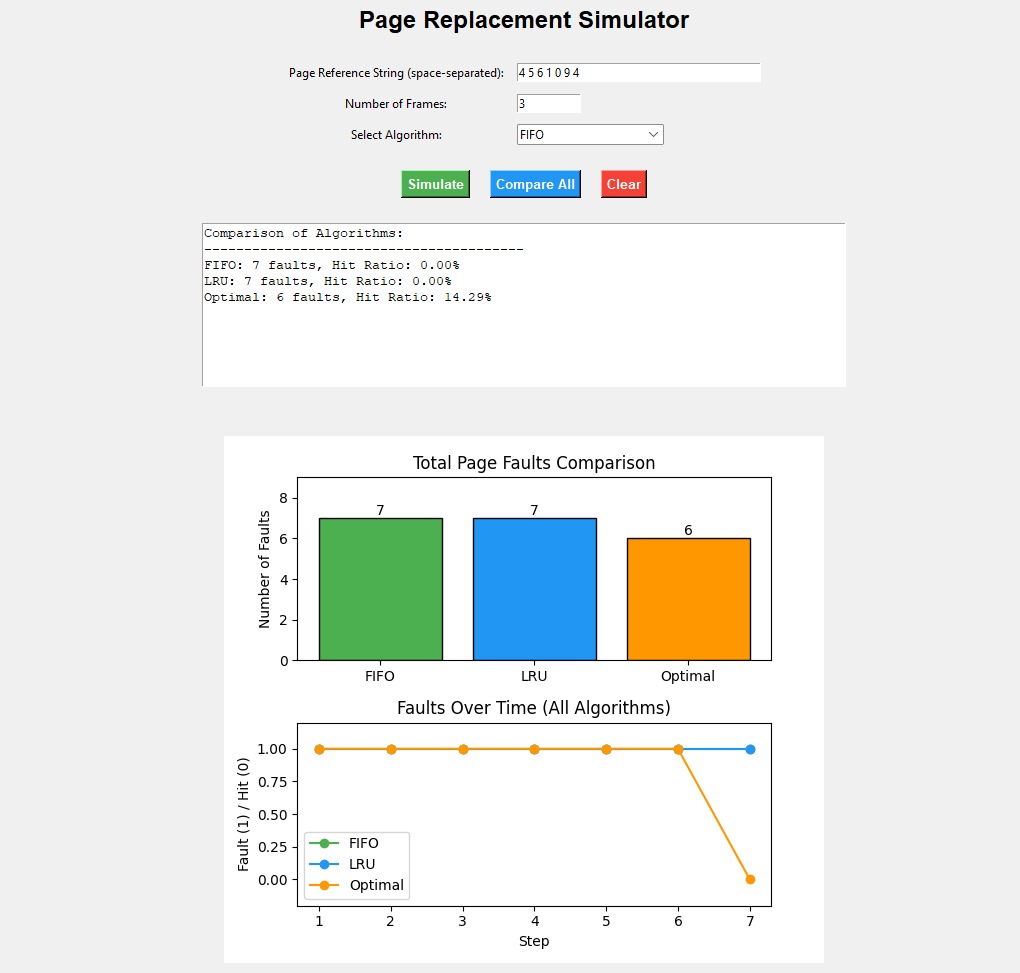 Page Replacement Simulator
Page Reference String (space-separated): 4 5 6 1 0 9 4
Number of Frames: 3
Select Algorithm: FIFO
Simulate Compare All Clear
Comparison of Algorithms:
----------------------------------------
FIFO: 7 faults, Hit Ratio: 0.00%
LRU: 7 faults, Hit Ratio: 0.00%
Optimal: 6 faults, Hit Ratio: 14.29%
Total Page Faults Comparison
Number of Faults
8
6
4
2
0
7 7 6
FIFO LRU Optimal
Faults Over Time (All Algorithms)
Fault (1) / Hit (0)
1.00
0.75
0.50
0.25
0.00
FIFO
LRU
Optimal
1 2 3 4 5 6 7
Step